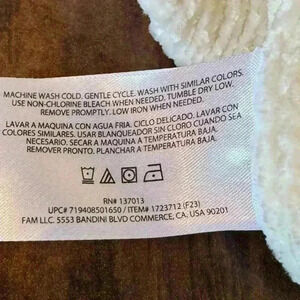 MACHINE WASH COLD. GENTLE CYCLE. WASH WITH SIMILAR COLORS.
USE NON-CHLORINE BLEACH WHEN NEEDED. TUMBLE DRY LOW.
REMOVE PROMPTLY. LOW IRON WHEN NEEDED.
LAVAR A MAQUINA CON AGUA FRIA. CICLO DELICADO. LAVAR CON
COLORES SIMILARES. USAR BLANQUEADOR SIN CLORO CUANDO SEA
NECESARIO. SECAR A MAQUINA A TEMPERATURA BAJA.
REMOVER PRONTO. PLANCHAR A TEMPERATURA BAJA.
RN# 137013
UPC# 719408501650 / ITEM# 1723712 (F23)
FAM LLC. 5553 BANDINI BLVD COMMERCE, CA. USA 90201